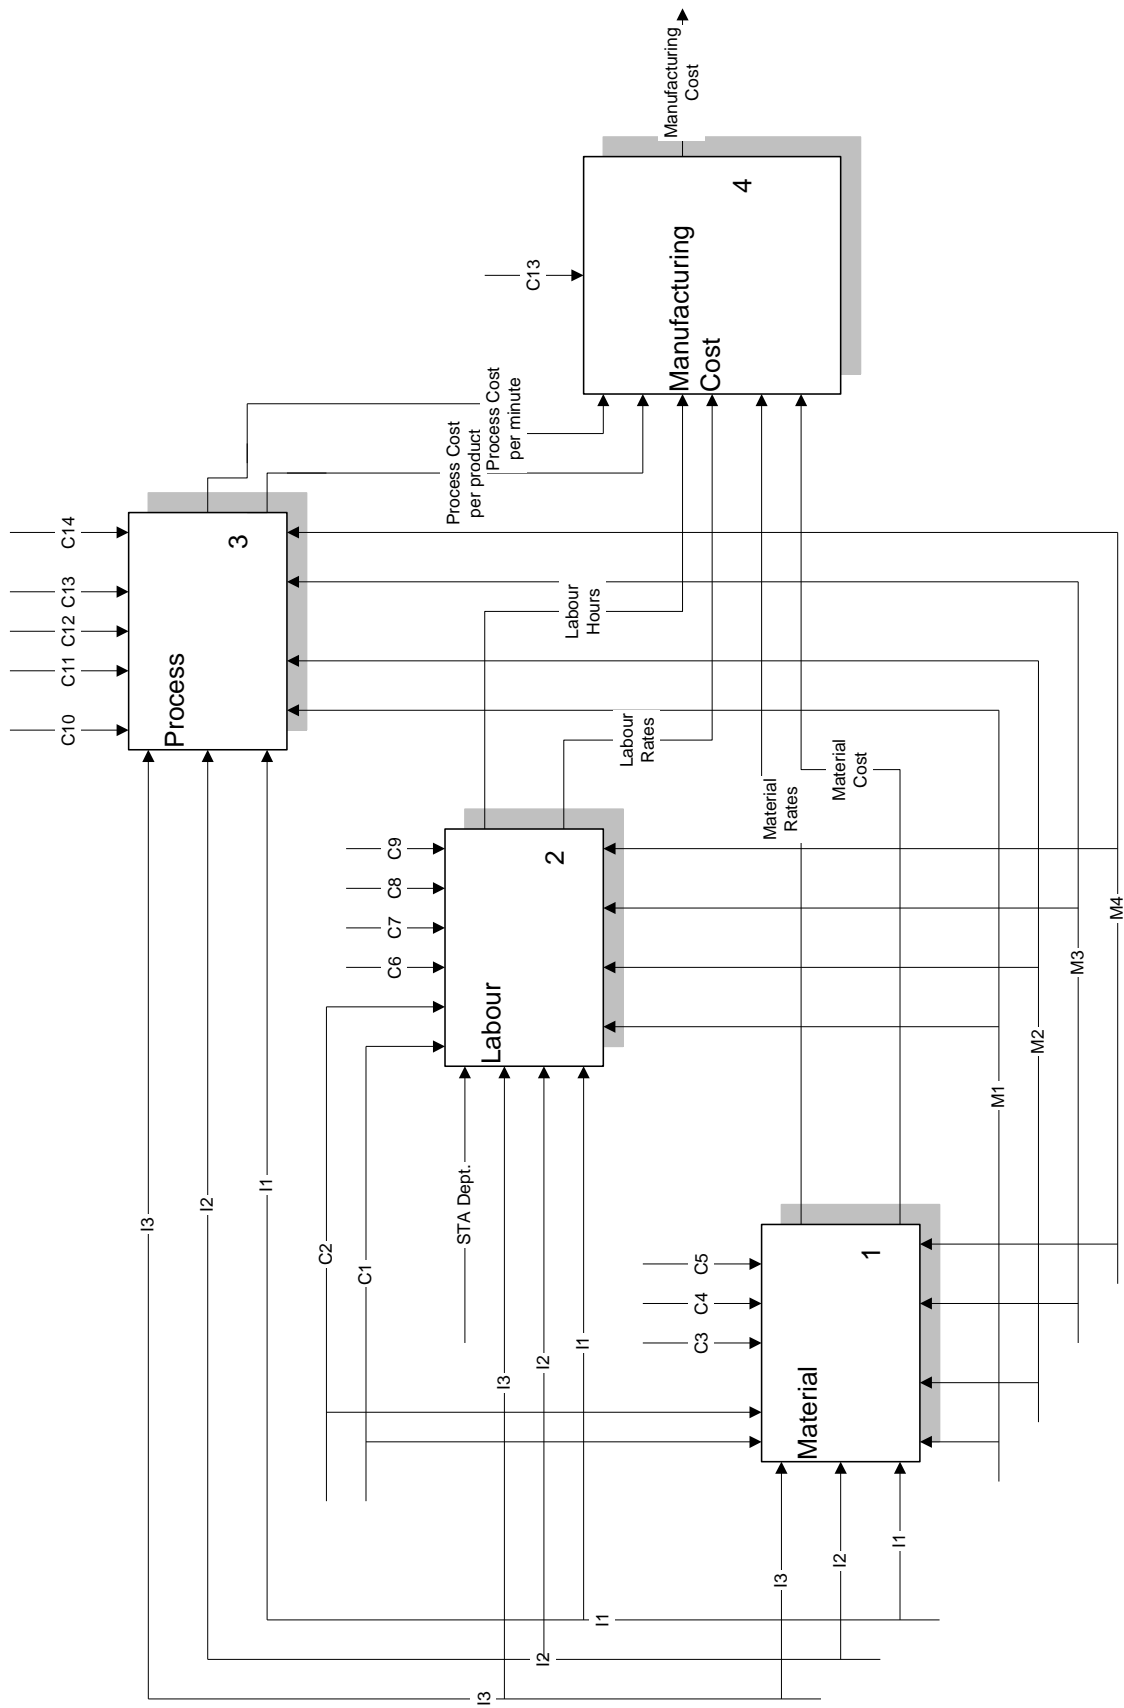 C10
C11
C12
C13
C14
Process
3
I3
I2
I1
Process Cost
per product
Process Cost
per minute
C13
Manufacturing
Cost
4
Manufacturing
Cost
C2
C1
C6
C7
C8
C9
Labour
2
STA Dept.
I3
I2
I1
Labour
Hours
Labour
Rates
Material
Rates
Material
Cost
C3
C4
C5
Material
1
I3
I2
I1
I3
I2
I1
M1
M2
M3
M4